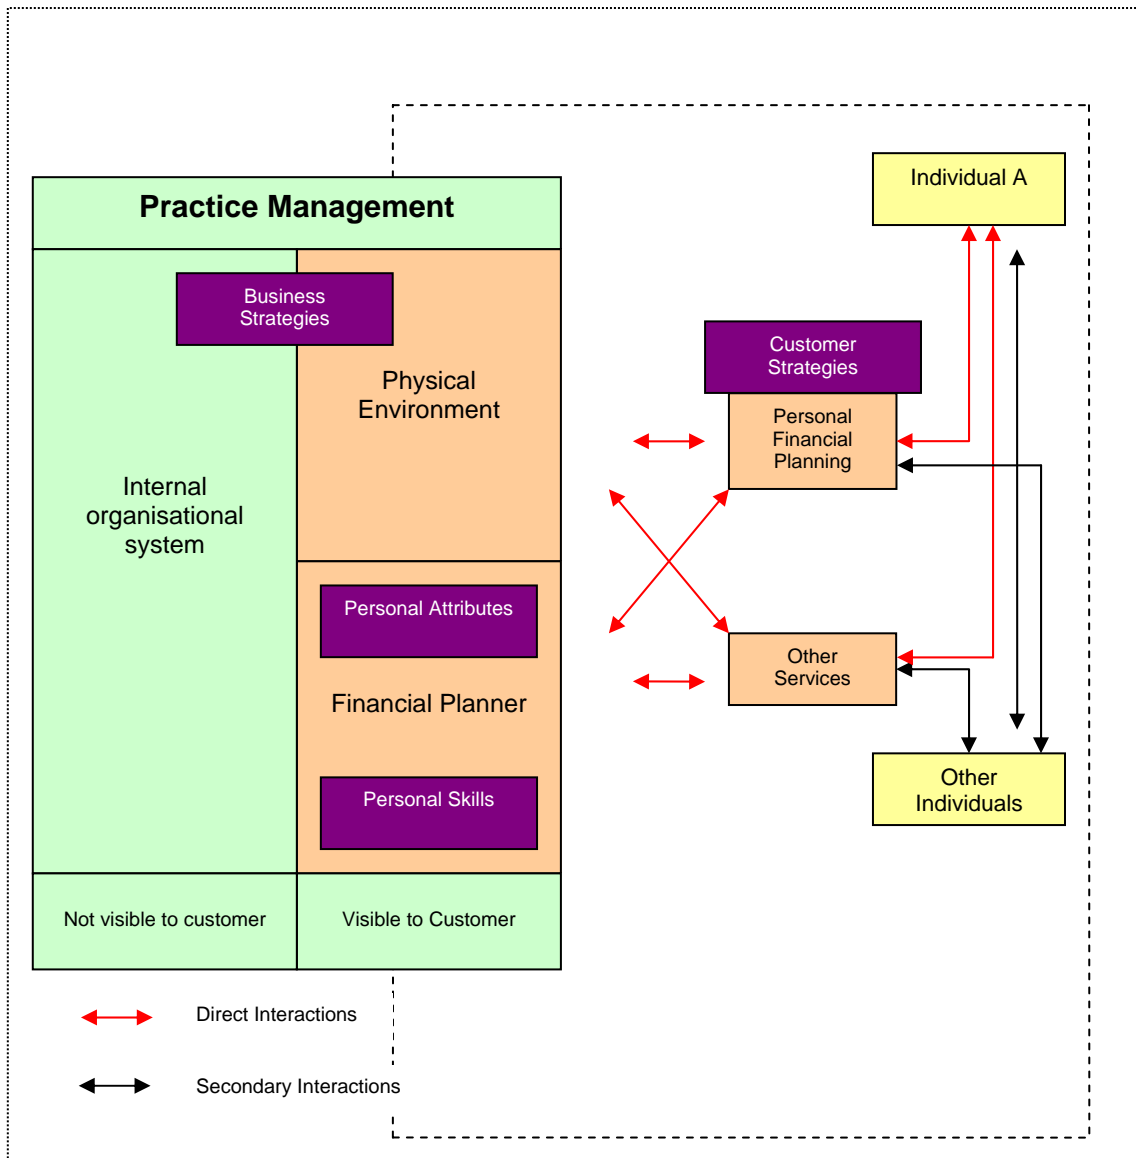 Individual A
Practice Management
Business
Strategies
Customer
Strategies
Physical
Environment
Personal
Financial
Planning
Internal
organisational
system
Personal Attributes
Other
Services
Financial Planner
Personal Skills
Other
Individuals
Not visible to customer
Visible to Customer
Direct Interactions
Secondary Interactions